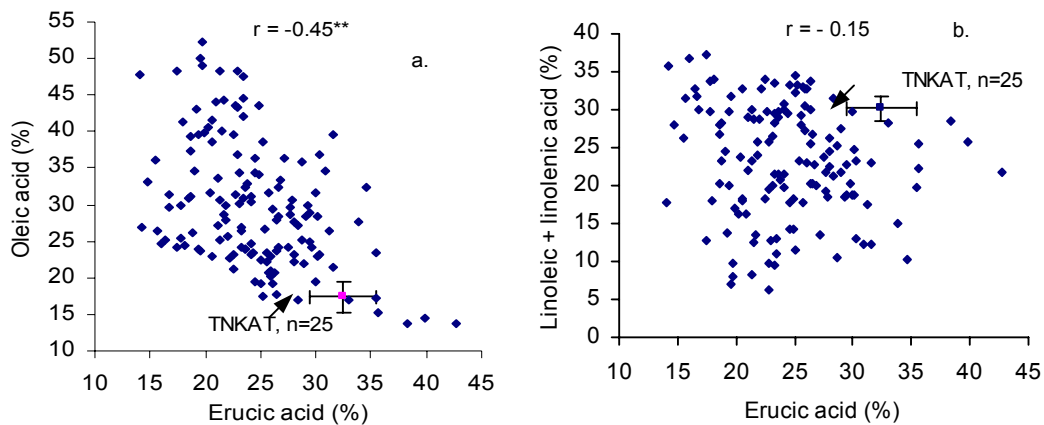 r = -0.45**
a.
TNKAT, n=25
Oleic acid (%)
55
50
45
40
35
30
25
20
15
10
10 15 20 25 30 35 40 45
Erucic acid (%)
r = - 0.15
b.
TNKAT, n=25
Linoleic + linolenic acid (%)
40
35
30
25
20
15
10
5
0
10 15 20 25 30 35 40 45
Erucic acid (%)